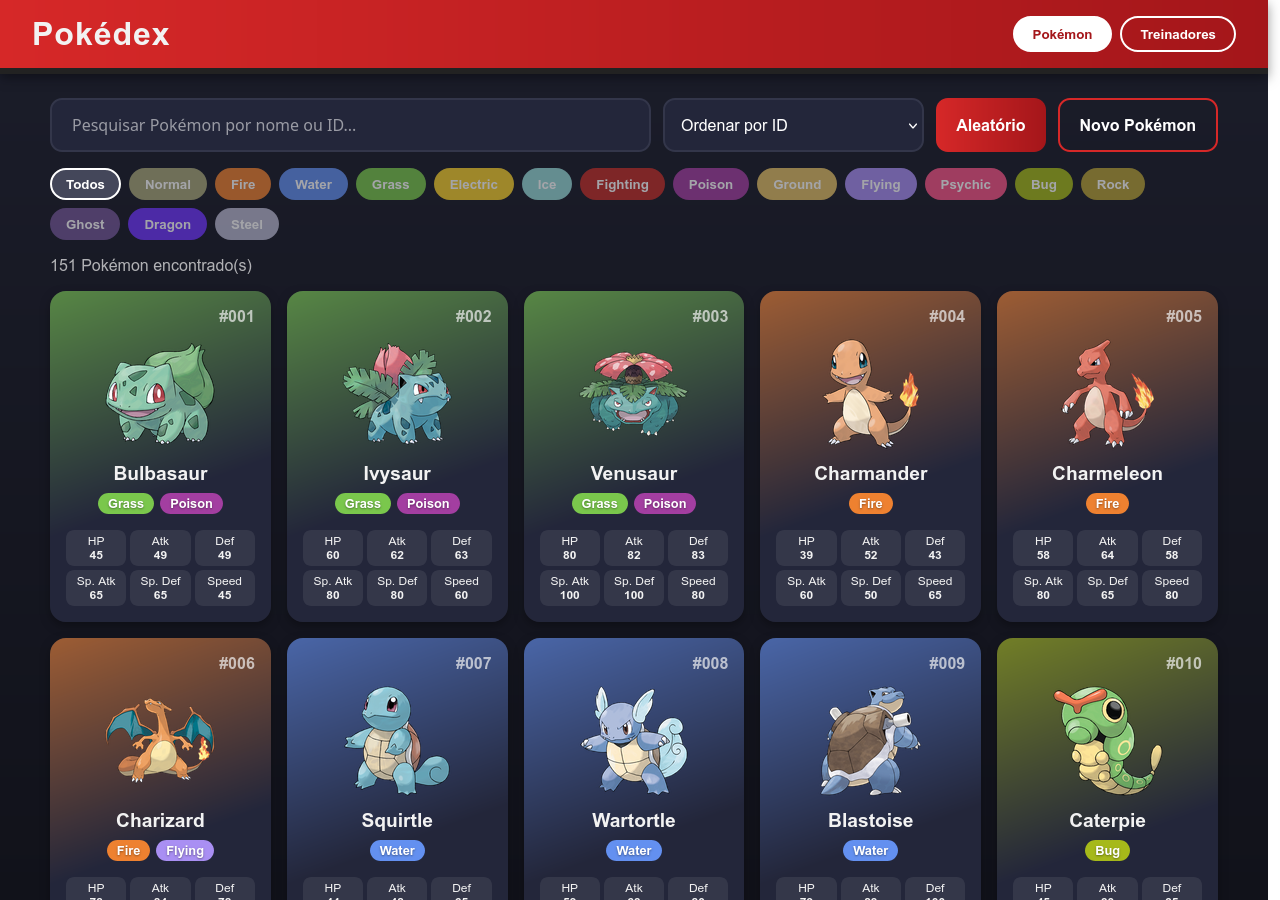 Pokédex
Pokémon
Treinadores
Pesquisar Pokémon por nome ou ID...
Ordenar por ID
Aleatório
Novo Pokémon
Todos Normal Fire Water Grass Electric Ice Fighting Poison Ground Flying Psychic Bug Rock
Ghost Dragon Steel
151 Pokémon encontrado(s)
#001 #002 #003 #004 #005
Bulbasaur Ivysaur Venusaur Charmander Charmeleon
Grass Poison Grass Poison Grass Poison Fire Fire
HP Atk Def HP Atk Def HP Atk Def HP Atk Def HP Atk Def
45 49 49 60 62 63 80 82 83 39 52 43 58 64 58
Sp. Atk Sp. Def Speed Sp. Atk Sp. Def Speed Sp. Atk Sp. Def Speed Sp. Atk Sp. Def Speed Sp. Atk Sp. Def Speed
65 65 45 80 80 60 100 100 80 60 50 65 80 65 80
#006 #007 #008 #009 #010
Charizard Squirtle Wartortle Blastoise Caterpie
Fire Flying Water Water Water Bug
HP Atk Def HP Atk Def HP Atk Def HP Atk Def HP Atk Def